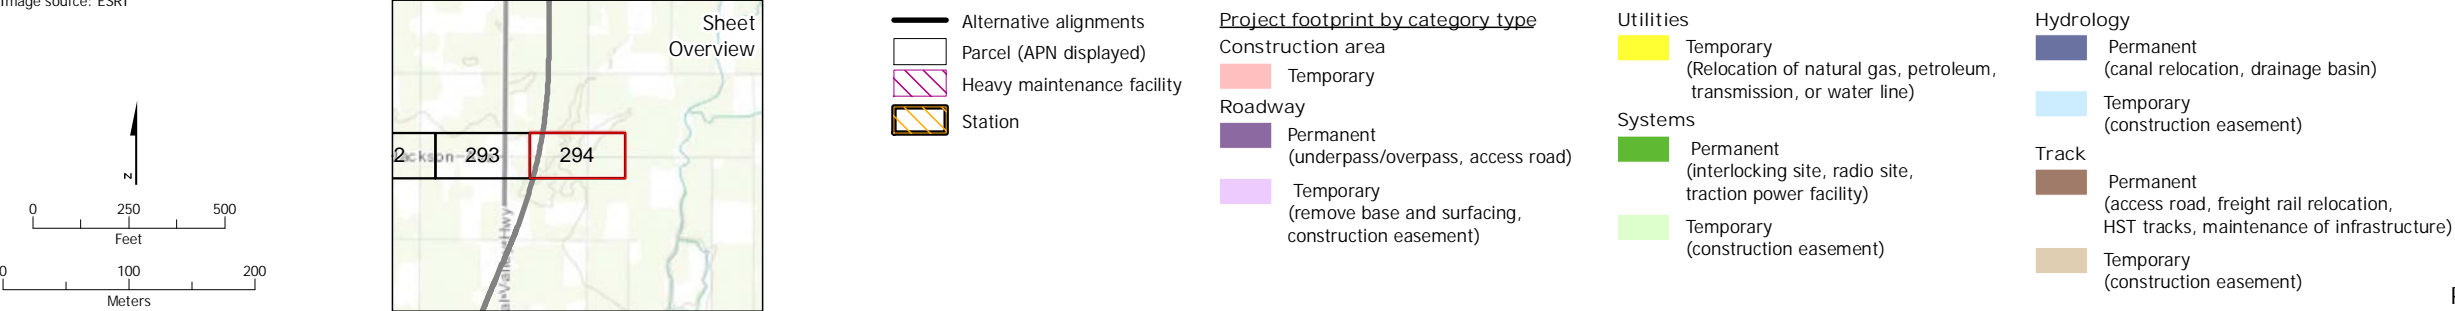 Image source: ESRI
N
0 250 500
Feet
0 100 200
Meters
Sheet
Overview
2
293
294
Alternative alignments
Parcel (APN displayed)
Heavy maintenance facility
Station
Project footprint by category type
Construction area
Temporary
Roadway
Permanent
(underpass/overpass, access road)
Temporary
(remove base and surfacing,
construction easement)
Utilities
Temporary
(Relocation of natural gas, petroleum,
transmission, or water line)
Systems
Permanent
(interlocking site, radio site,
traction power facility)
Temporary
(construction easement)
Hydrology
Permanent
(canal relocation, drainage basin)
Temporary
(construction easement)
Track
Permanent
(access road, freight rail relocation,
HST tracks, maintenance of infrastructure)
Temporary
(construction easement)